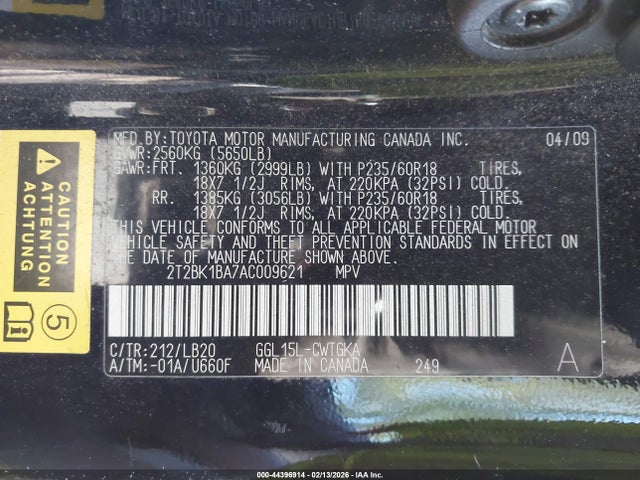 MFD.BY:TOYOTA MOTOR MANUFACTURING CANADA INC. 04/09
GVWR:2560KG (5650LB)
GAWR:FRT. 1360KG (2999LB) WITH P235/60R18 TIRES,
18X7 1/2J RIMS, AT 220KPA (32PSI) COLD.
RR. 1385KG (3056LB) WITH P235/60R18 TIRES,
18X7 1/2J RIMS, AT 220KPA (32PSI) COLD.
THIS VEHICLE CONFORMS TO ALL APPLICABLE FEDERAL MOTOR
VEHICLE SAFETY AND THEFT PREVENTION STANDARDS IN EFFECT
ON THE DATE OF MANUFACTURE SHOWN ABOVE.
2T2BK1BA7AC009621 MPV
C/TR:212/LB20 GGL15L-CWTGKA
A/TM:-01A/U660F MADE IN CANADA 249 A
CAUTION
ATTENTION
ACHTUNG
5
i
000-44396914 - 02/13/2026 - IAA Inc.